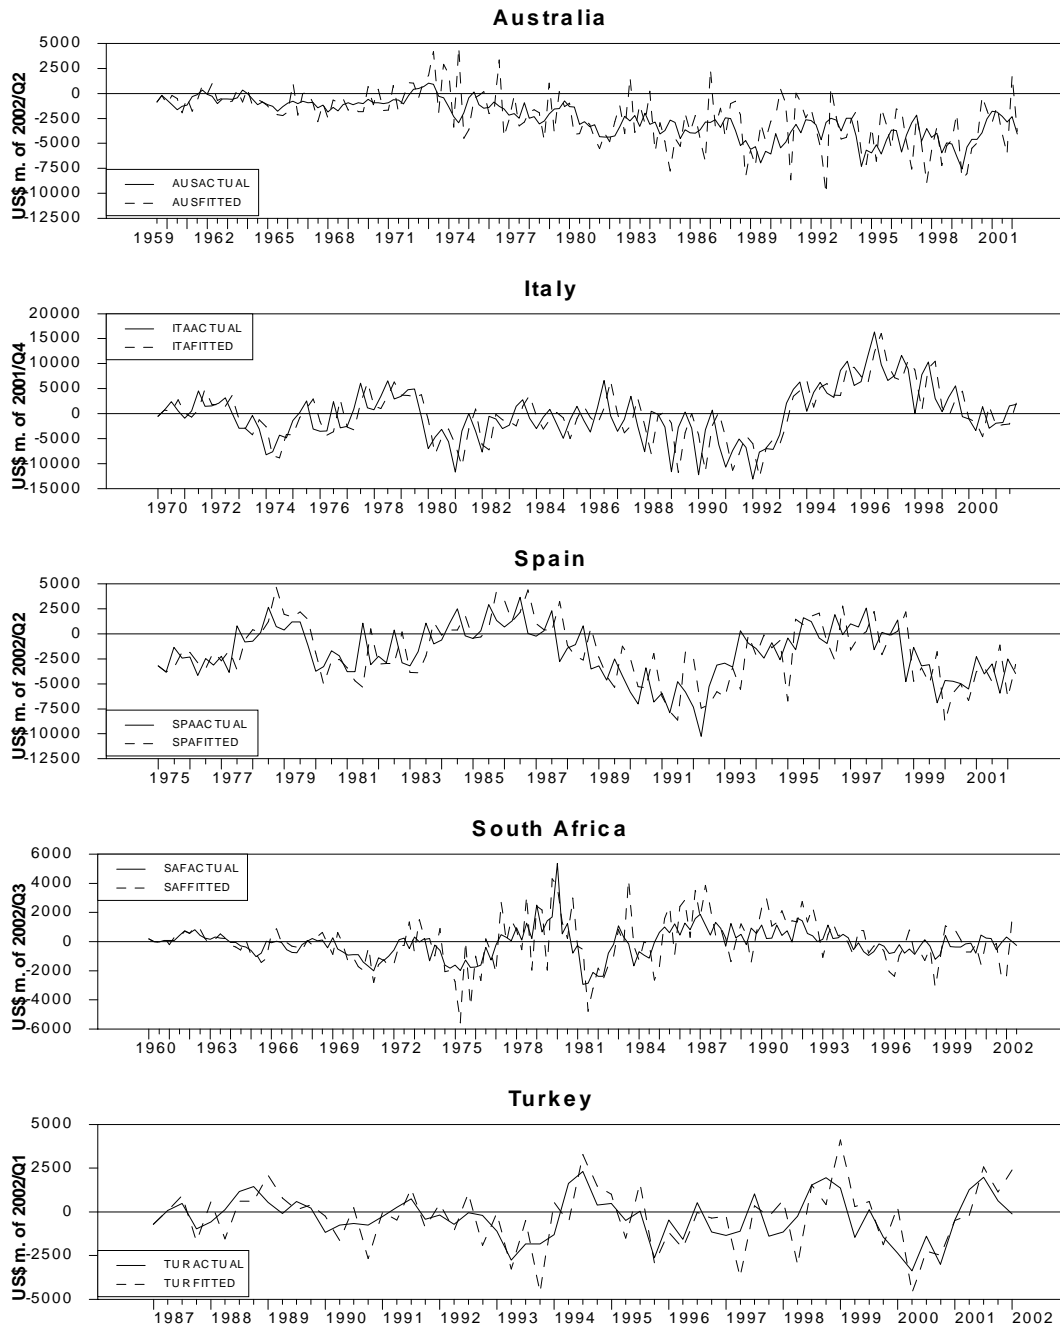 Australia
US$ m. of 2002/Q2
5000
2500
0
-2500
-5000
-7500
-10000
-12500
AUSACTUAL
AUSFITTED
1959 1962 1965 1968 1971 1974 1977 1980 1983 1986 1989 1992 1995 1998 2001
Italy
US$ m. of 2001/Q4
20000
15000
10000
5000
0
-5000
-10000
-15000
ITAACTUAL
ITAFITTED
1970 1972 1974 1976 1978 1980 1982 1984 1986 1988 1990 1992 1994 1996 1998 2000
Spain
US$ m. of 2002/Q2
5000
2500
0
-2500
-5000
-7500
-10000
-12500
SPAACTUAL
SPAFITTED
1975 1977 1979 1981 1983 1985 1987 1989 1991 1993 1995 1997 1999 2001
South Africa
US$ m. of 2002/Q3
6000
4000
2000
0
-2000
-4000
-6000
SAFACTUAL
SAFFITTED
1960 1963 1966 1969 1972 1975 1978 1981 1984 1987 1990 1993 1996 1999 2002
Turkey
US$ m. of 2002/Q1
5000
2500
0
-2500
-5000
TURACTUAL
TURFITTED
1987 1988 1989 1990 1991 1992 1993 1994 1995 1996 1997 1998 1999 2000 2001 2002